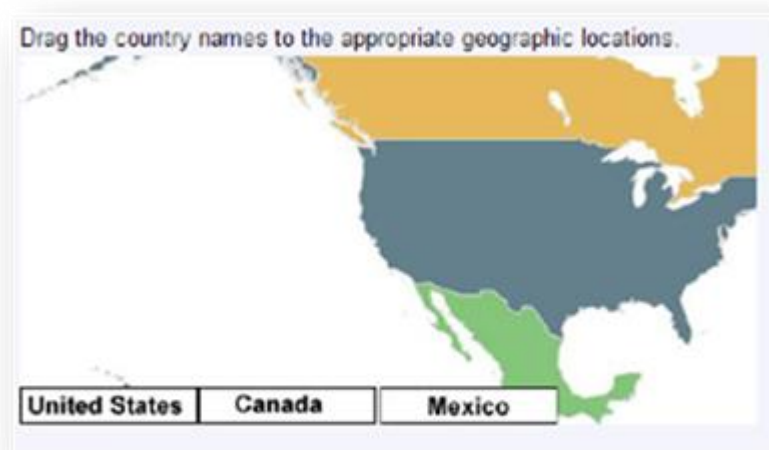 Drag the country names to the appropriate geographic locations.
United States Canada Mexico